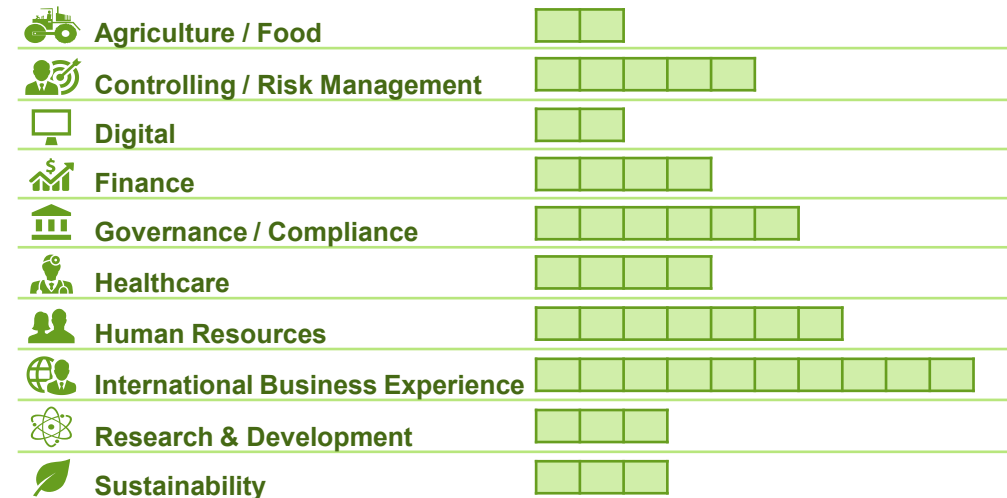 Agriculture / Food
Controlling / Risk Management
Digital
$
Finance
Governance / Compliance
Healthcare
Human Resources
International Business Experience
Research & Development
Sustainability